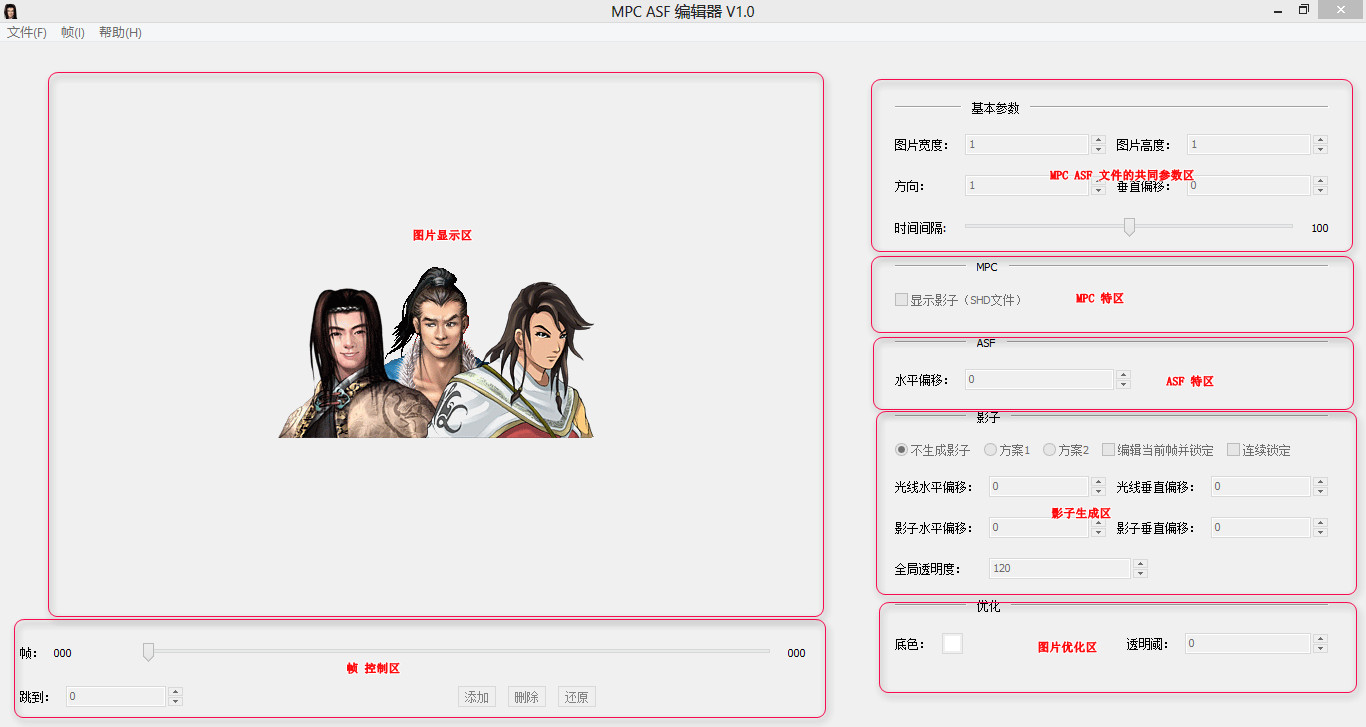 MPC ASF 编辑器 V1.0
文件(F) 帧(I) 帮助(H)
图片显示区
帧： 000 000
帧 控制区
跳到： 0 添加 删除 还原
基本参数
图片宽度： 1 图片高度： 1
MPC ASF 文件的共同参数区
方向： 1 垂直偏移： 0
时间间隔： 100
MPC
显示影子（SHD文件） MPC 特区
ASF
水平偏移： 0 ASF 特区
影子
不生成影子 方案1 方案2 编辑当前帧并锁定 连续锁定
光线水平偏移： 0 光线垂直偏移： 0
影子生成区
影子水平偏移： 0 影子垂直偏移： 0
全局透明度： 120
优化
底色： 图片优化区 透明阈： 0